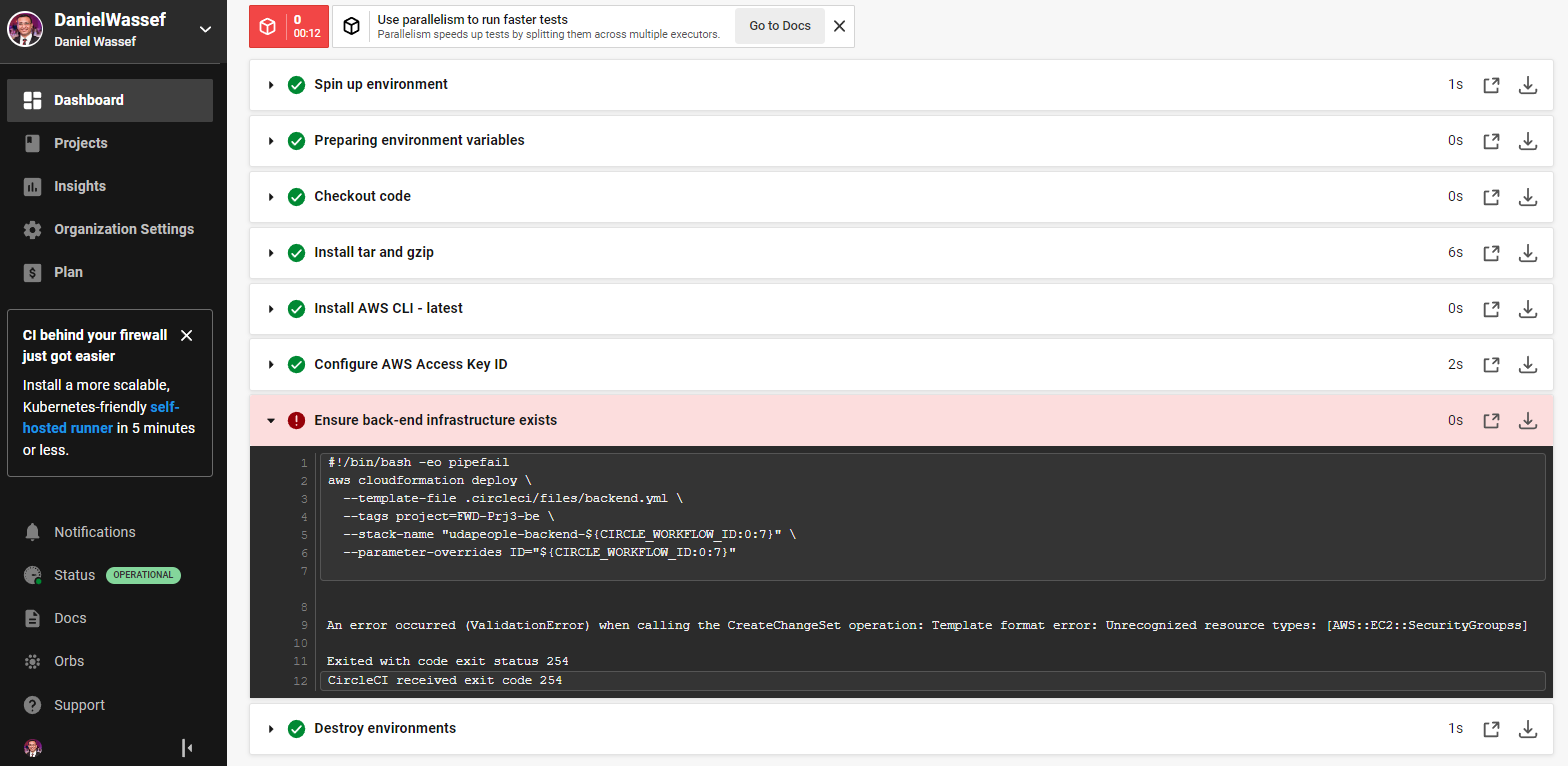 DanielWassef
Daniel Wassef
Dashboard
Projects
Insights
Organization Settings
Plan
CI behind your firewall
just got easier
Install a more scalable,
Kubernetes-friendly self-
hosted runner in 5 minutes
or less.
Notifications
Status OPERATIONAL
Docs
Orbs
Support
0
00:12
Use parallelism to run faster tests
Parallelism speeds up tests by splitting them across multiple executors.
Go to Docs
Spin up environment 1s
Preparing environment variables 0s
Checkout code 0s
Install tar and gzip 6s
Install AWS CLI - latest 0s
Configure AWS Access Key ID 2s
Ensure back-end infrastructure exists 0s
1 #!/bin/bash -eo pipefail
2 aws cloudformation deploy \
3 --template-file .circleci/files/backend.yml \
4 --tags project=FWD-Prj3-be \
5 --stack-name "udapeople-backend-${CIRCLE_WORKFLOW_ID:0:7}" \
6 --parameter-overrides ID="${CIRCLE_WORKFLOW_ID:0:7}"
7
8
9 An error occurred (ValidationError) when calling the CreateChangeSet operation: Template format error: Unrecognized resource types: [AWS::EC2::SecurityGroupss]
10
11 Exited with code exit status 254
12 CircleCI received exit code 254
Destroy environments 1s